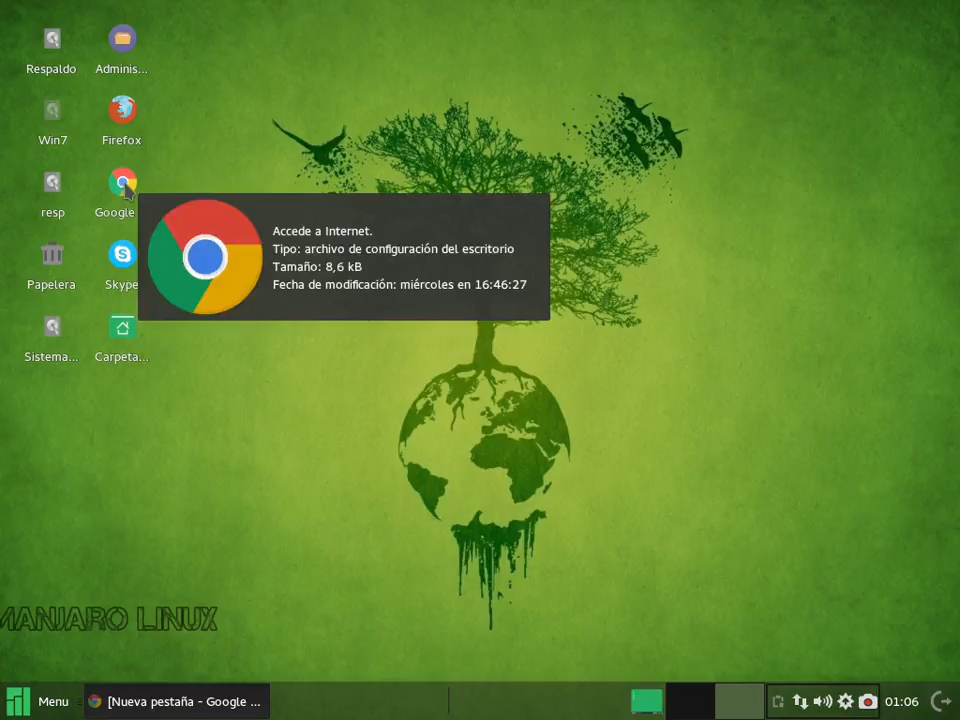 Respaldo
Adminis...
Win7
Firefox
resp
Google
Papelera
Skype
Sistema...
Carpeta...
Accede a Internet.
Tipo: archivo de configuración del escritorio
Tamaño: 8,6 kB
Fecha de modificación: miércoles en 16:46:27
MANJARO LINUX
Menu
[Nueva pestaña - Google ...
01:06